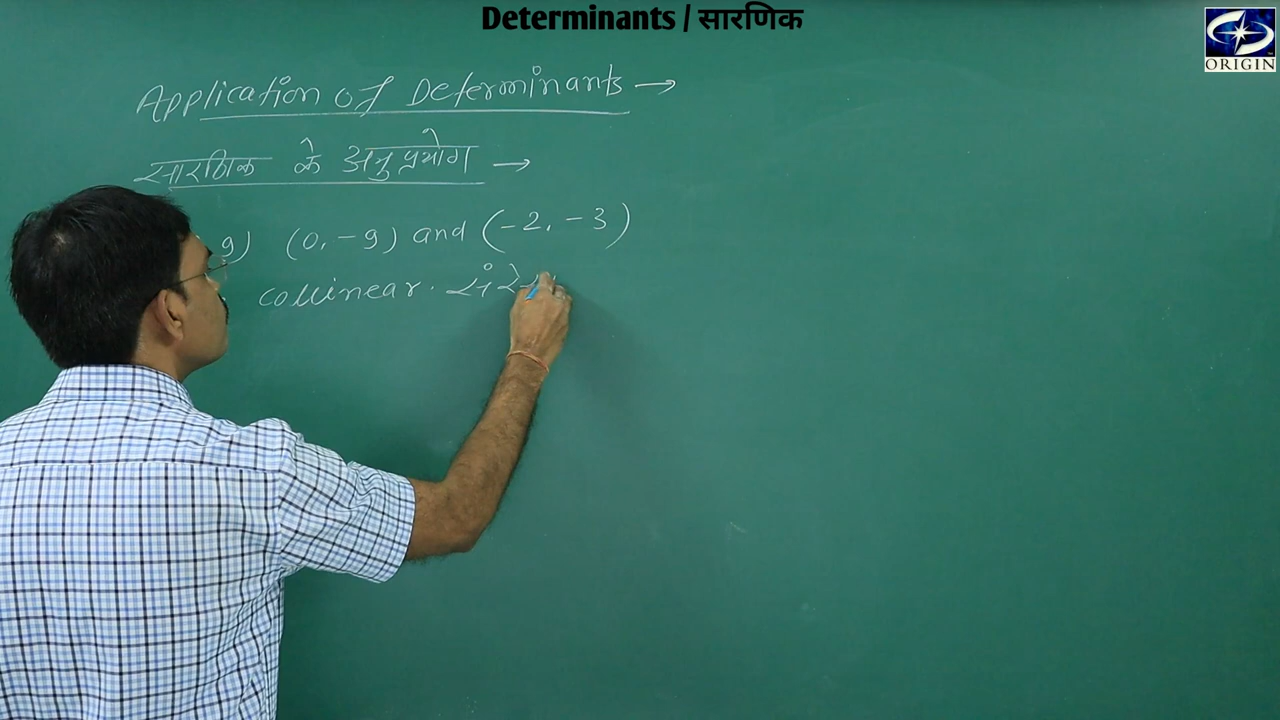 Determinants / सारणिक
ORIGIN
Application of Determinants →
सारणिक के अनुप्रयोग →
9) (0, -9) and (-2, -3)
collinear.